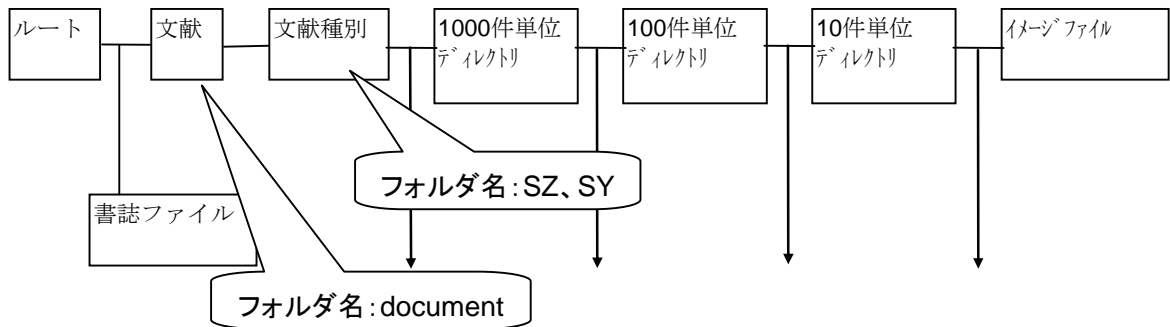 ルート
文献
文献種別
1000件単位
ﾃﾞｨﾚｸﾄﾘ
100件単位
ﾃﾞｨﾚｸﾄﾘ
10件単位
ﾃﾞｨﾚｸﾄﾘ
ｲﾒｰｼﾞﾌｧｲﾙ
フォルダ名：SZ、SY
書誌ファイル
フォルダ名：document